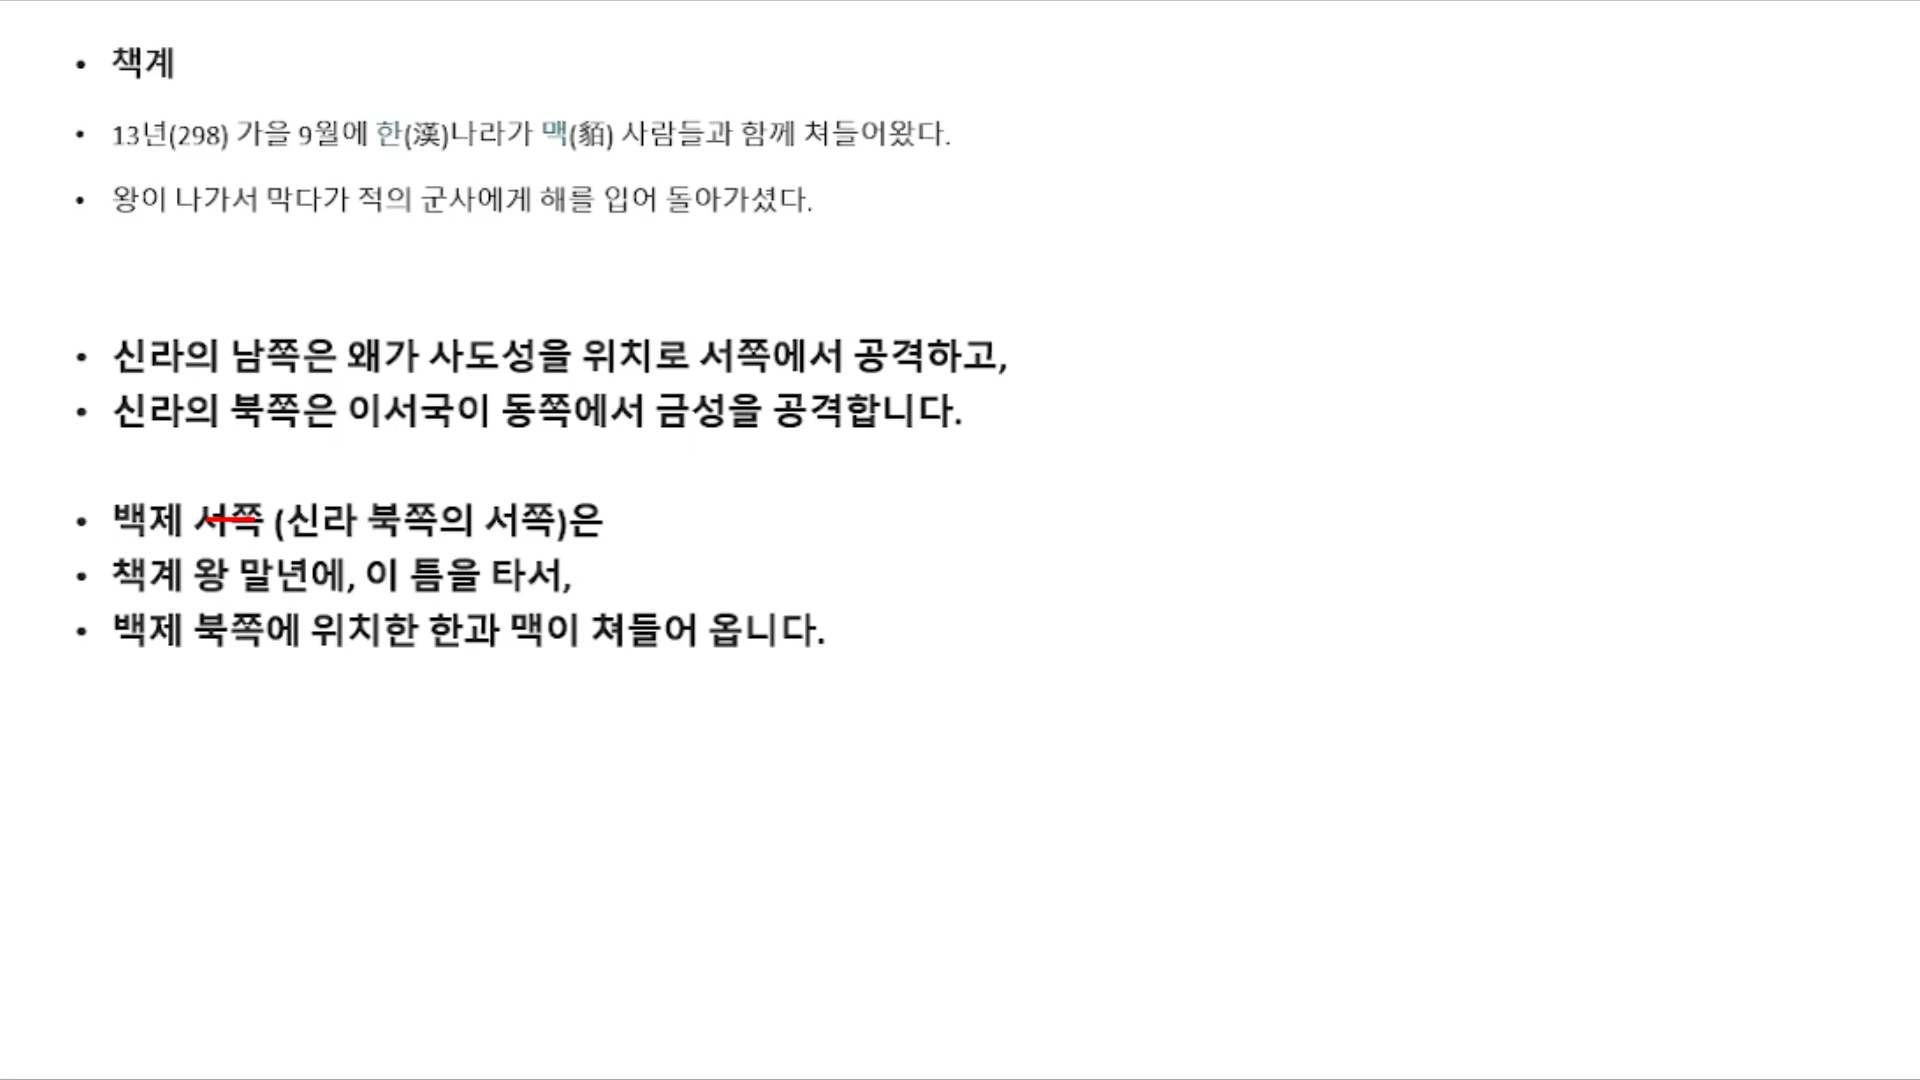 • 책계
• 13년(298) 가을 9월에 한(漢)나라가 맥(貊) 사람들과 함께 쳐들어왔다.
• 왕이 나가서 막다가 적의 군사에게 해를 입어 돌아가셨다.
• 신라의 남쪽은 왜가 사도성을 위치로 서쪽에서 공격하고,
• 신라의 북쪽은 이서국이 동쪽에서 금성을 공격합니다.
• 백제 서쪽 (신라 북쪽의 서쪽)은
• 책계 왕 말년에, 이 틈을 타서,
• 백제 북쪽에 위치한 한과 맥이 쳐들어 옵니다.